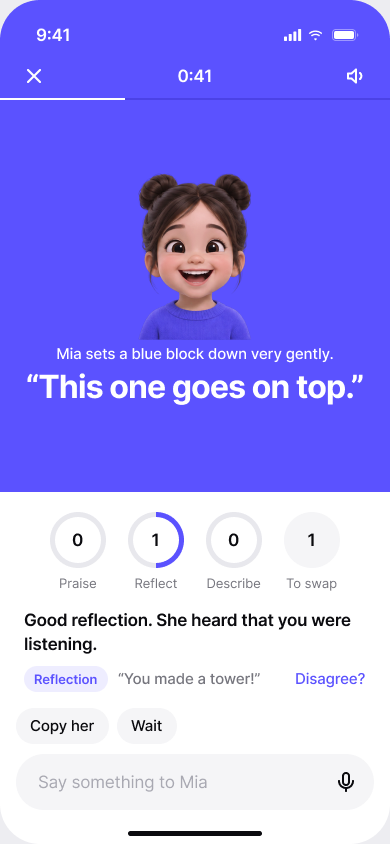 9:41
0:41
Mia sets a blue block down very gently.
“This one goes on top.”
0 1 0 1
Praise Reflect Describe To swap
Good reflection. She heard that you were
listening.
Reflection “You made a tower!” Disagree?
Copy her Wait
Say something to Mia